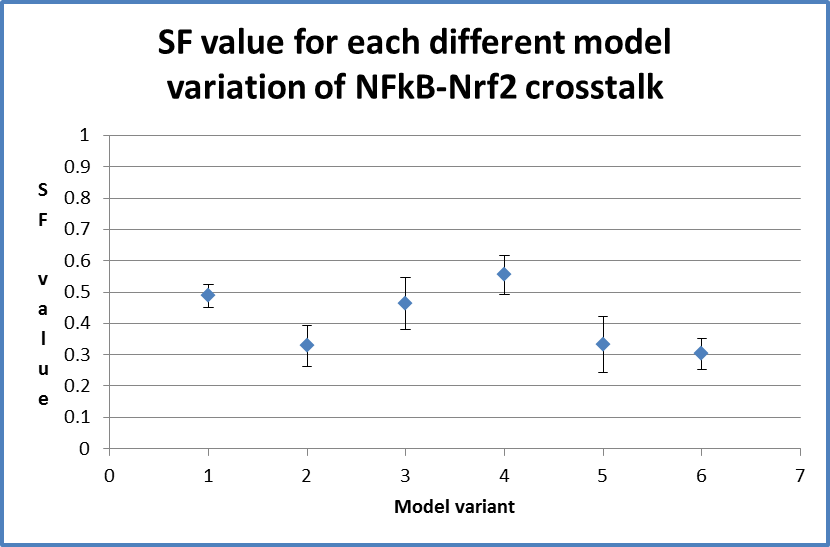 SF value for each different model
variation of NFkB-Nrf2 crosstalk
1
0.9
0.8
0.7
0.6
0.5
0.4
0.3
0.2
0.1
0
SF value
0 1 2 3 4 5 6 7
Model variant